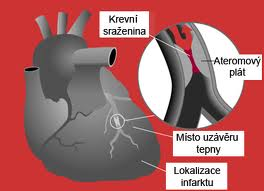 Krevní
sraženina
Ateromový
plát
Místo uzávěru
tepny
Lokalizace
infarktu